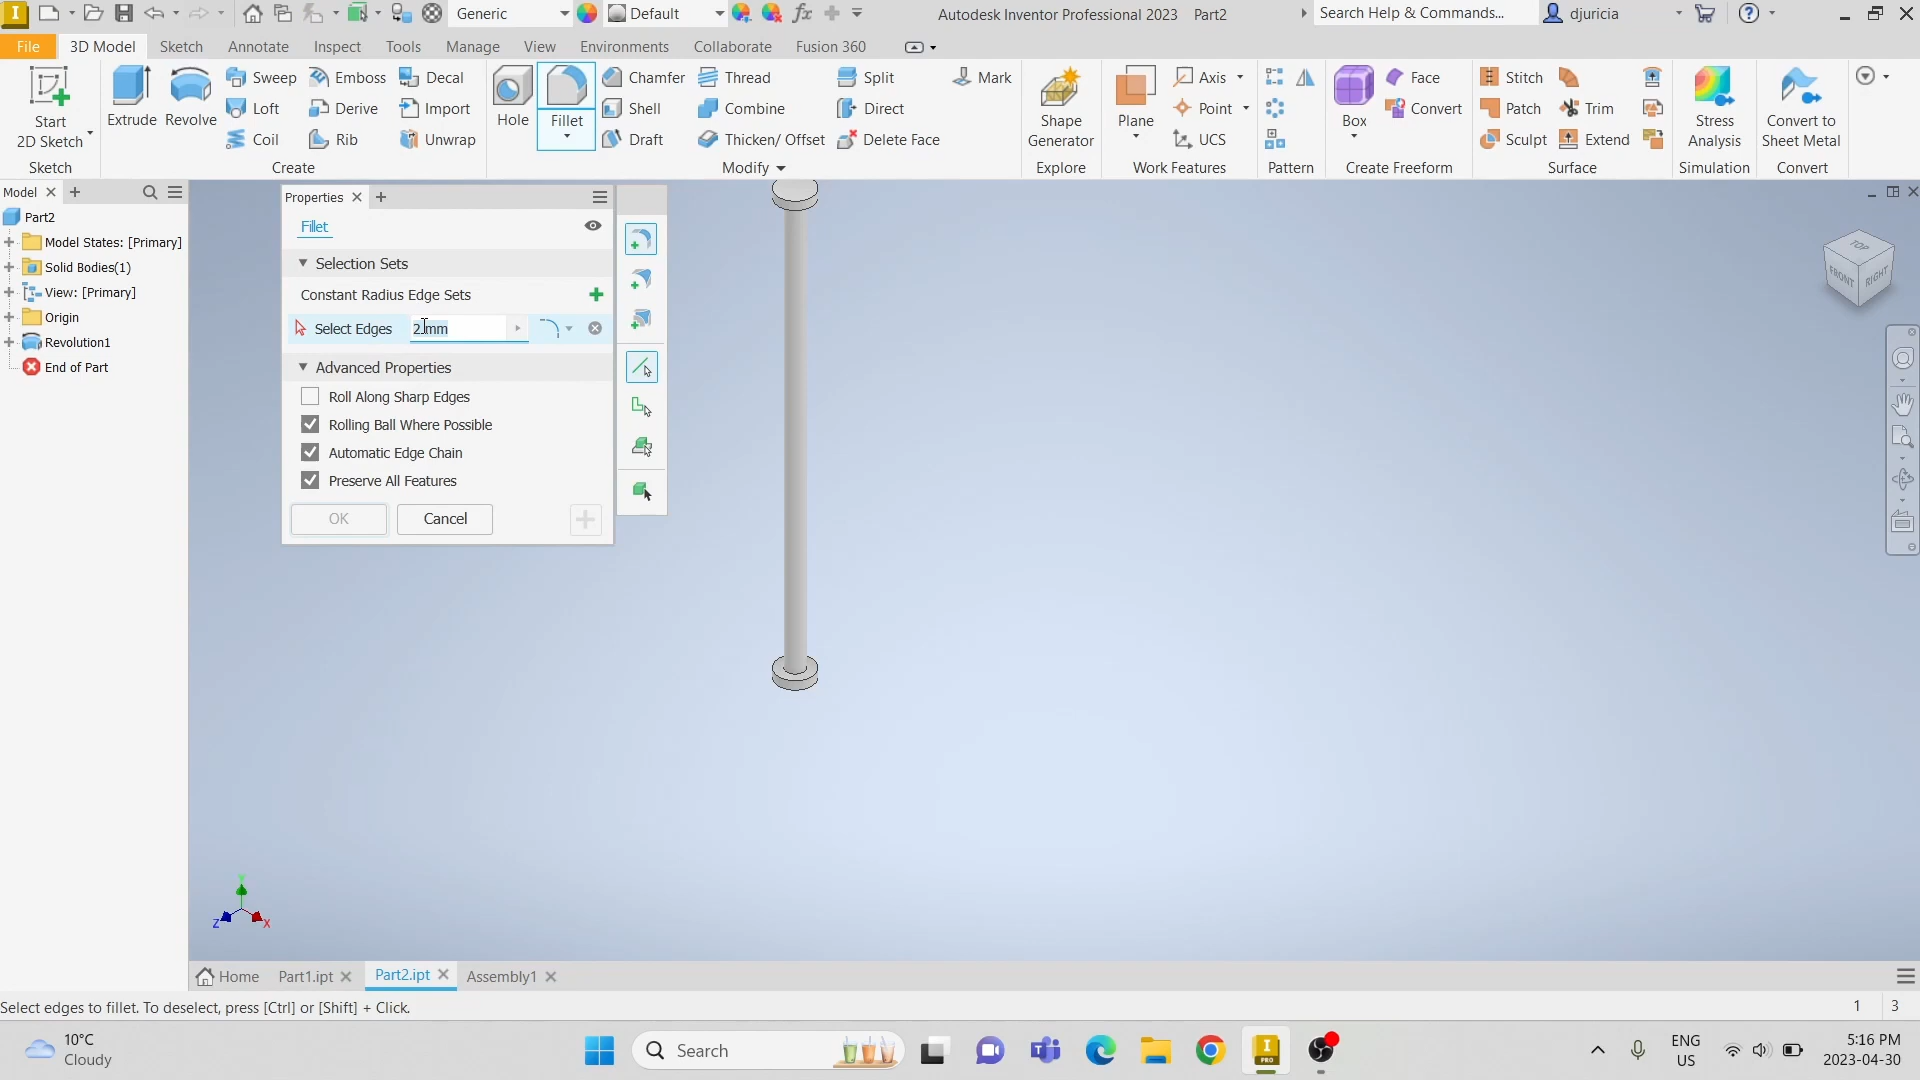 Generic
Default
Autodesk Inventor Professional 2023 Part2
Search Help & Commands...
djuricia
File 3D Model Sketch Annotate Inspect Tools Manage View Environments Collaborate Fusion 360
Start
2D Sketch
Sketch
Extrude Revolve
Sweep Emboss Decal
Loft Derive Import
Coil Rib Unwrap
Create
Hole Fillet
Chamfer Thread Split Mark
Shell Combine Direct
Draft Thicken/ Offset Delete Face
Modify
Shape
Generator
Explore
Plane
Axis
Point
UCS
Work Features
Pattern
Box
Face
Convert
Create Freeform
Stitch
Patch Trim
Sculpt Extend
Surface
Stress
Analysis
Simulation
Convert to
Sheet Metal
Convert
Model
Part2
Model States: [Primary]
Solid Bodies(1)
View: [Primary]
Origin
Revolution1
End of Part
Properties
Fillet
Selection Sets
Constant Radius Edge Sets
Select Edges 2 mm
Advanced Properties
Roll Along Sharp Edges
Rolling Ball Where Possible
Automatic Edge Chain
Preserve All Features
OK Cancel
TOP
FRONT RIGHT
Y
Z X
Home Part1.ipt Part2.ipt Assembly1
Select edges to fillet. To deselect, press [Ctrl] or [Shift] + Click.
1 3
10°C
Cloudy
Search
PRO
ENG
US
5:16 PM
2023-04-30